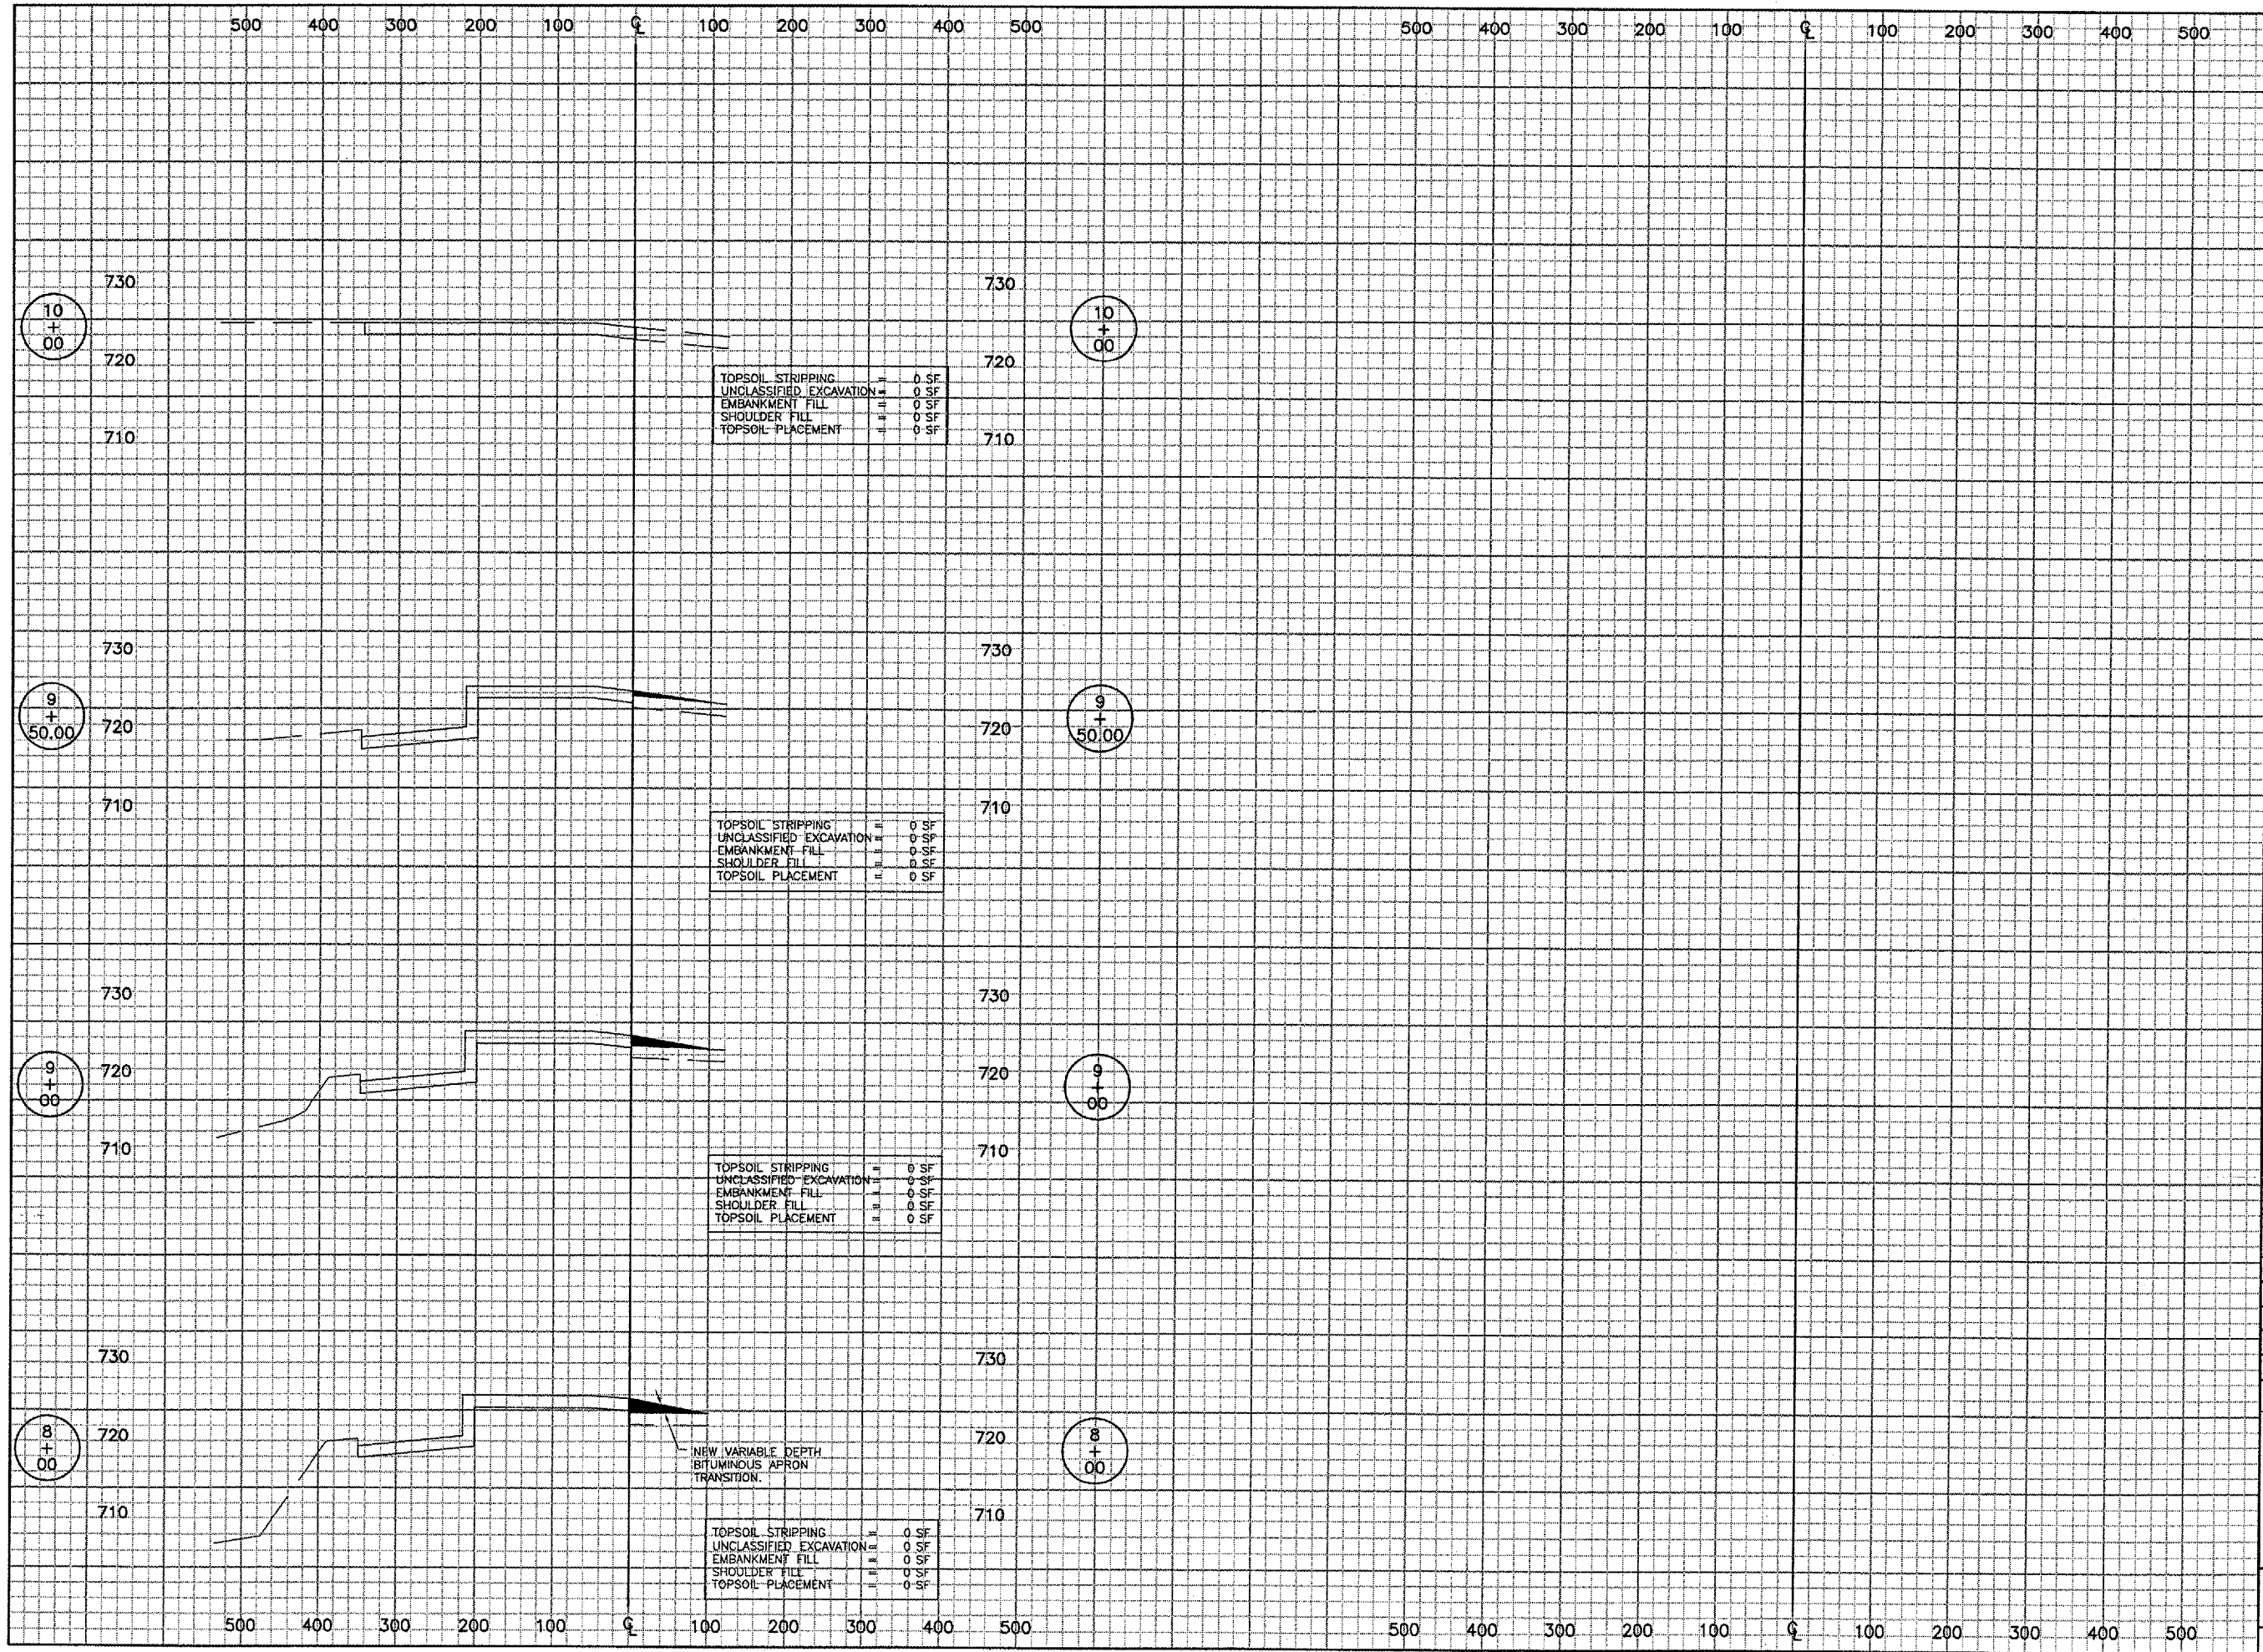 500 400 300 200 100 ℄ 100 200 300 400 500 500 400 300 200 100 ℄ 100 200 300 400 500
730 730
10 + 00
10 + 00
720 720
TOPSOIL STRIPPING = 0 SF
UNCLASSIFIED EXCAVATION = 0 SF
EMBANKMENT FILL = 0 SF
SHOULDER FILL = 0 SF
TOPSOIL PLACEMENT = 0 SF
710 710
730 730
9 + 50.00
9 + 50.00
720 720
710 710
TOPSOIL STRIPPING = 0 SF
UNCLASSIFIED EXCAVATION = 0 SF
EMBANKMENT FILL = 0 SF
SHOULDER FILL = 0 SF
TOPSOIL PLACEMENT = 0 SF
730 730
9 + 00
9 + 00
720 720
710 710
TOPSOIL STRIPPING = 0 SF
UNCLASSIFIED EXCAVATION = 0 SF
EMBANKMENT FILL = 0 SF
SHOULDER FILL = 0 SF
TOPSOIL PLACEMENT = 0 SF
730 730
8 + 00
8 + 00
720 720
NEW VARIABLE DEPTH
BITUMINOUS APRON
TRANSITION.
710 710
TOPSOIL STRIPPING = 0 SF
UNCLASSIFIED EXCAVATION = 0 SF
EMBANKMENT FILL = 0 SF
SHOULDER FILL = 0 SF
TOPSOIL PLACEMENT = 0 SF
500 400 300 200 100 ℄ 100 200 300 400 500 500 400 300 200 100 ℄ 100 200 300 400 500